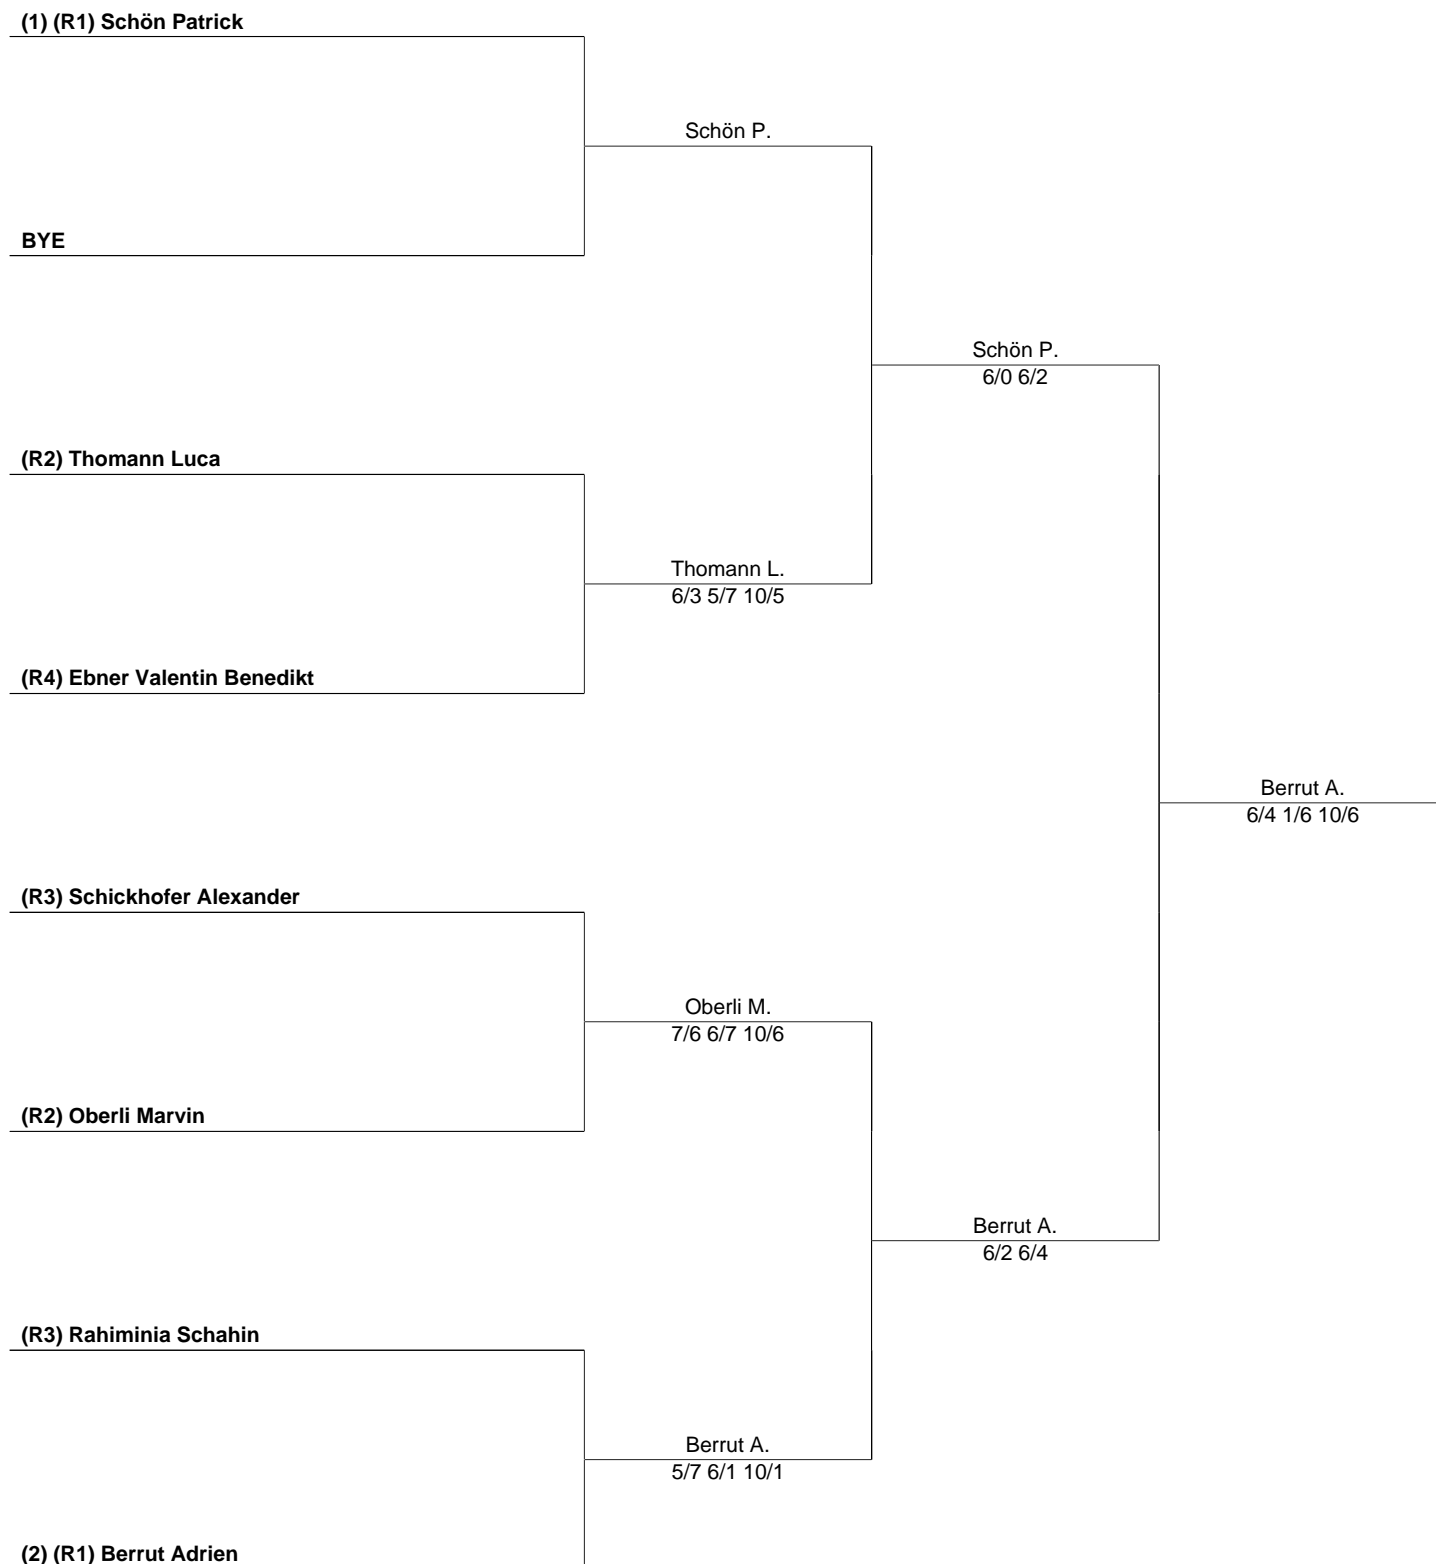 (1) (R1) Schön Patrick
Schön P.
BYE
Schön P.
6/0 6/2
(R2) Thomann Luca
Thomann L.
6/3 5/7 10/5
(R4) Ebner Valentin Benedikt
Berrut A.
6/4 1/6 10/6
(R3) Schickhofer Alexander
Oberli M.
7/6 6/7 10/6
(R2) Oberli Marvin
Berrut A.
6/2 6/4
(R3) Rahiminia Schahin
Berrut A.
5/7 6/1 10/1
(2) (R1) Berrut Adrien